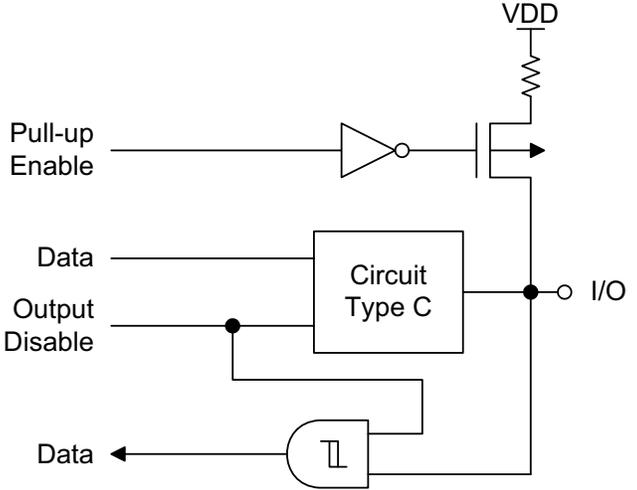 VDD
Pull-up
Enable
Data
Circuit
Type C
I/O
Output
Disable
Data